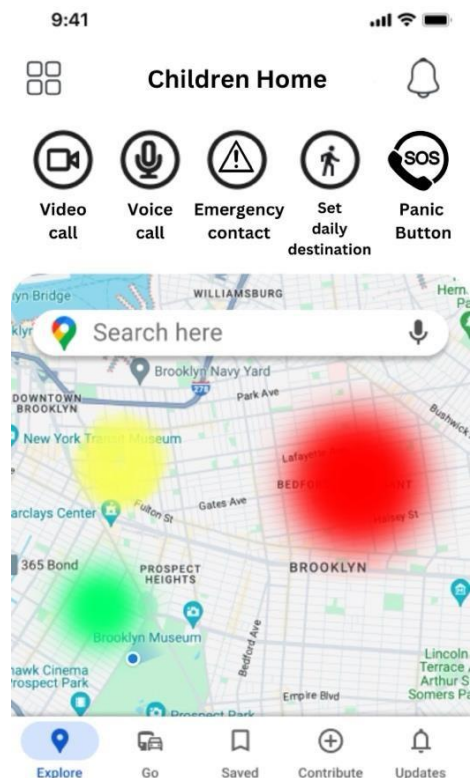 9:41
Children Home
Video
call
Voice
call
Emergency
contact
Set
daily
destination
SOS
Panic
Button
WILLIAMSBURG
Search here
Brooklyn Navy Yard
278
Park Ave
DOWNTOWN
BROOKLYN
New York Transit Museum
Gates Ave
Fulton St
Barclays Center
365 Bond
PROSPECT
HEIGHTS
BROOKLYN
Halsey St
Brooklyn Museum
Bedford Ave
Empire Blvd
Prospect Park
Lincoln
Terrace
Arthur S
Somers Pa
Explore
Go
Saved
Contribute
Updates